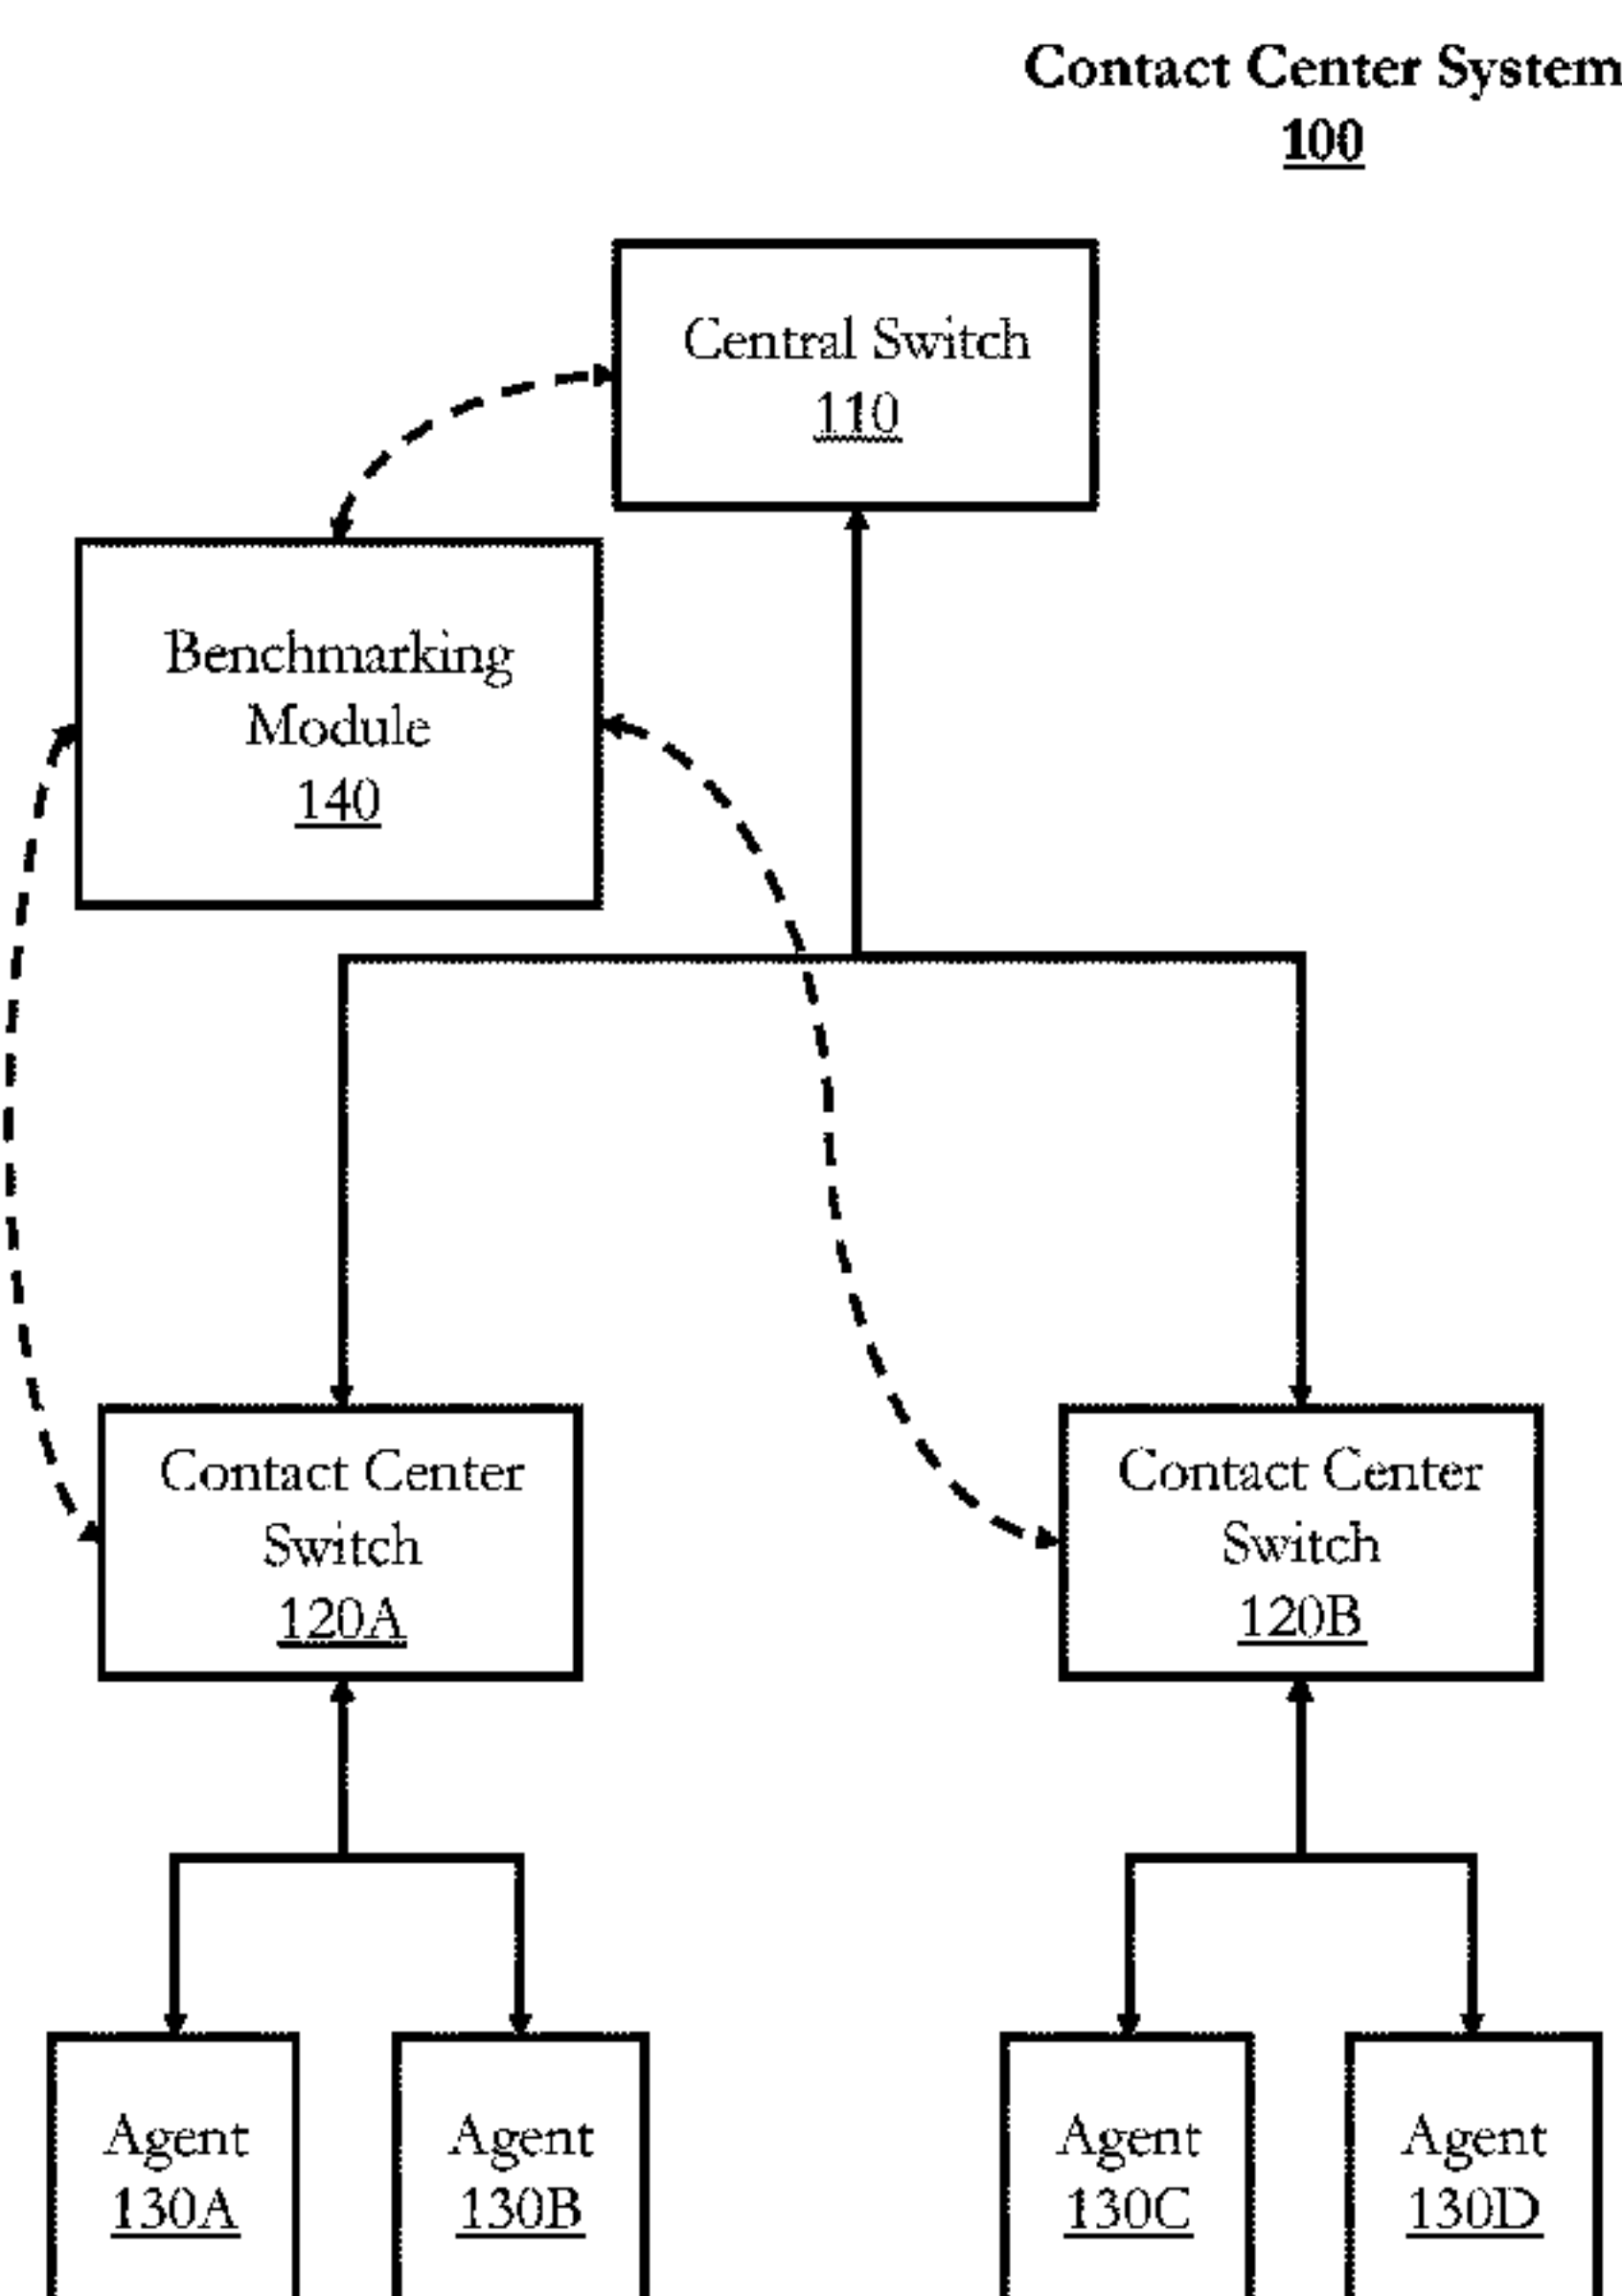 Contact Center System
100
Central Switch
110
Benchmarking
Module
140
Contact Center
Switch
120A
Contact Center
Switch
120B
Agent
130A
Agent
130B
Agent
130C
Agent
130D